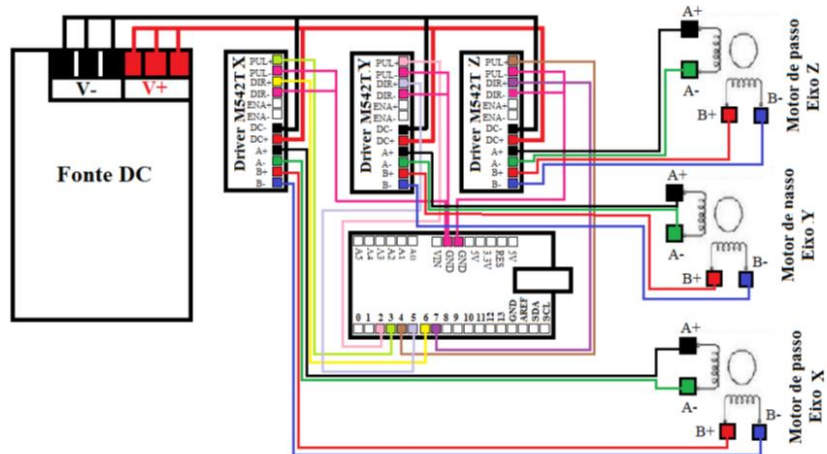 V-
V+
Fonte DC
Driver M542T X
PUL+
PUL-
DIR+
DIR-
ENA+
ENA-
DC-
DC+
A+
A-
B+
B-
Driver M542T Y
PUL+
PUL-
DIR+
DIR-
ENA+
ENA-
DC-
DC+
A+
A-
B+
B-
Driver M542T Z
PUL+
PUL-
DIR+
DIR-
ENA+
ENA-
DC-
DC+
A+
A-
B+
B-
A+
A-
B+
B-
Motor de passo
Eixo Z
A+
A-
B+
B-
Motor de nasso
Eixo Y
A5
A4
A3
A2
A1
A0
VIN
GND
GND
5V
3.3V
RES
5V
0
1
2
3
4
5
6
7
8
9
10
11
12
13
GND
AREF
SDA
SCL
A+
A-
B+
B-
Motor de passo
Eixo X